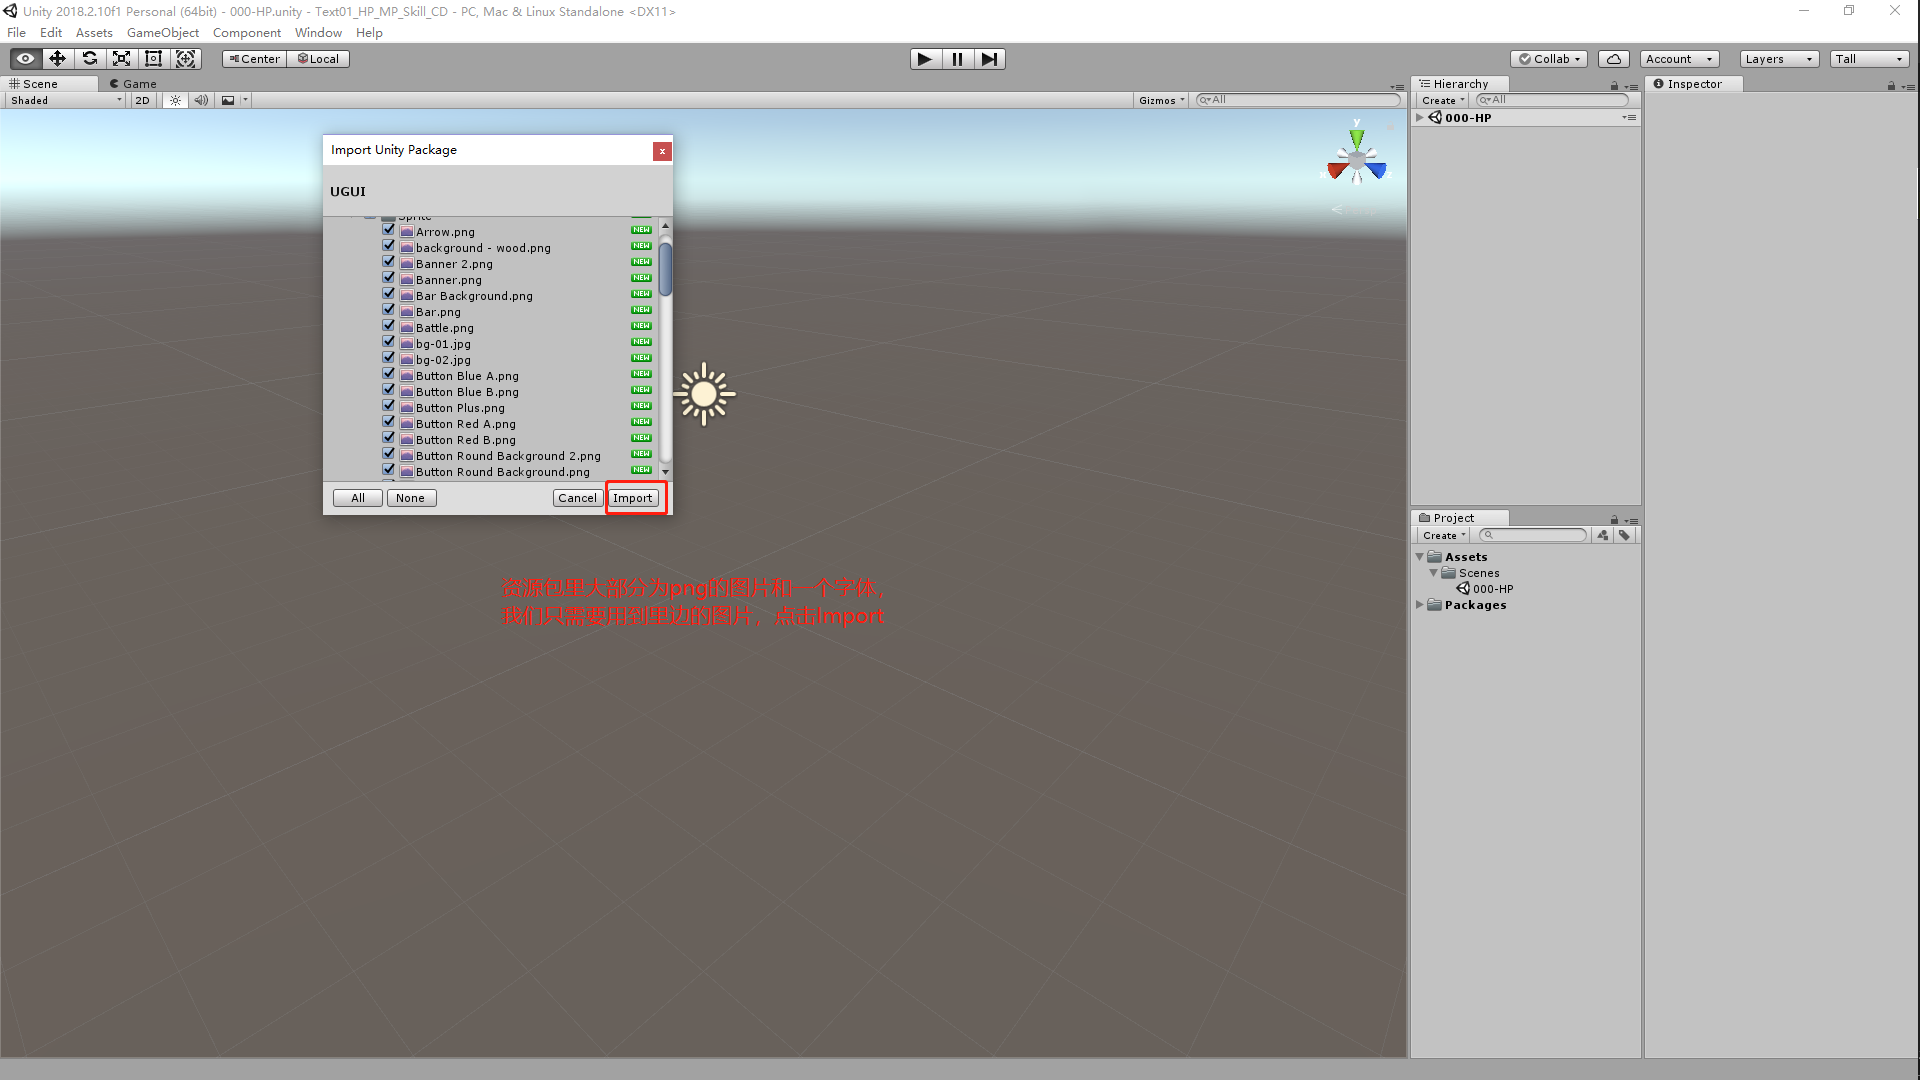 Unity 2018.2.10f1 Personal (64bit) - 000-HP.unity - Text01_HP_MP_Skill_CD - PC, Mac & Linux Standalone <DX11>
File Edit Assets GameObject Component Window Help
Center Local Collab Account Layers Tall
Scene Game
Shaded 2D Gizmos All
Hierarchy
Create All
000-HP
Inspector
y
Import Unity Package x
UGUI
Sprite
Arrow.png NEW
background - wood.png NEW
Banner 2.png NEW
Banner.png NEW
Bar Background.png NEW
Bar.png NEW
Battle.png NEW
bg-01.jpg NEW
bg-02.jpg NEW
Button Blue A.png NEW
Button Blue B.png NEW
Button Plus.png NEW
Button Red A.png NEW
Button Red B.png NEW
Button Round Background 2.png NEW
Button Round Background.png NEW
All None Cancel Import
资源包里大部分为png的图片和一个字体,
我们只需要用到里边的图片，点击Import
Project
Create
Assets
Scenes
000-HP
Packages